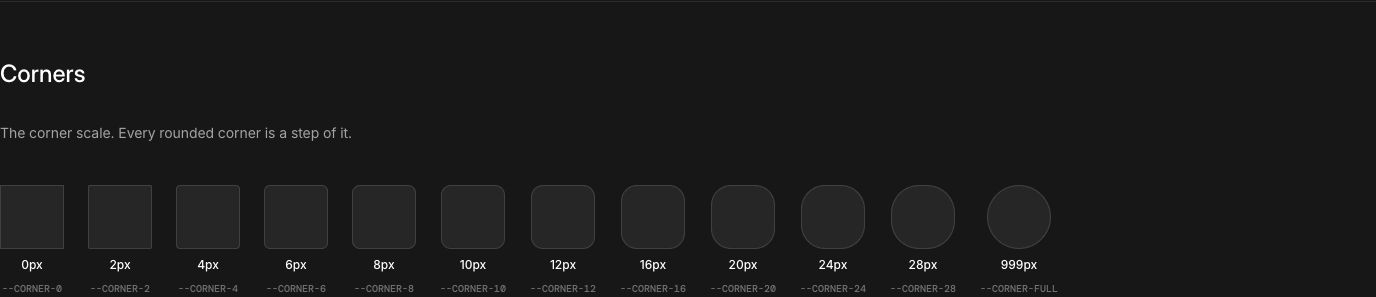 Corners
The corner scale. Every rounded corner is a step of it.
0px 2px 4px 6px 8px 10px 12px 16px 20px 24px 28px 999px
--CORNER-0 --CORNER-2 --CORNER-4 --CORNER-6 --CORNER-8 --CORNER-10 --CORNER-12 --CORNER-16 --CORNER-20 --CORNER-24 --CORNER-28 --CORNER-FULL